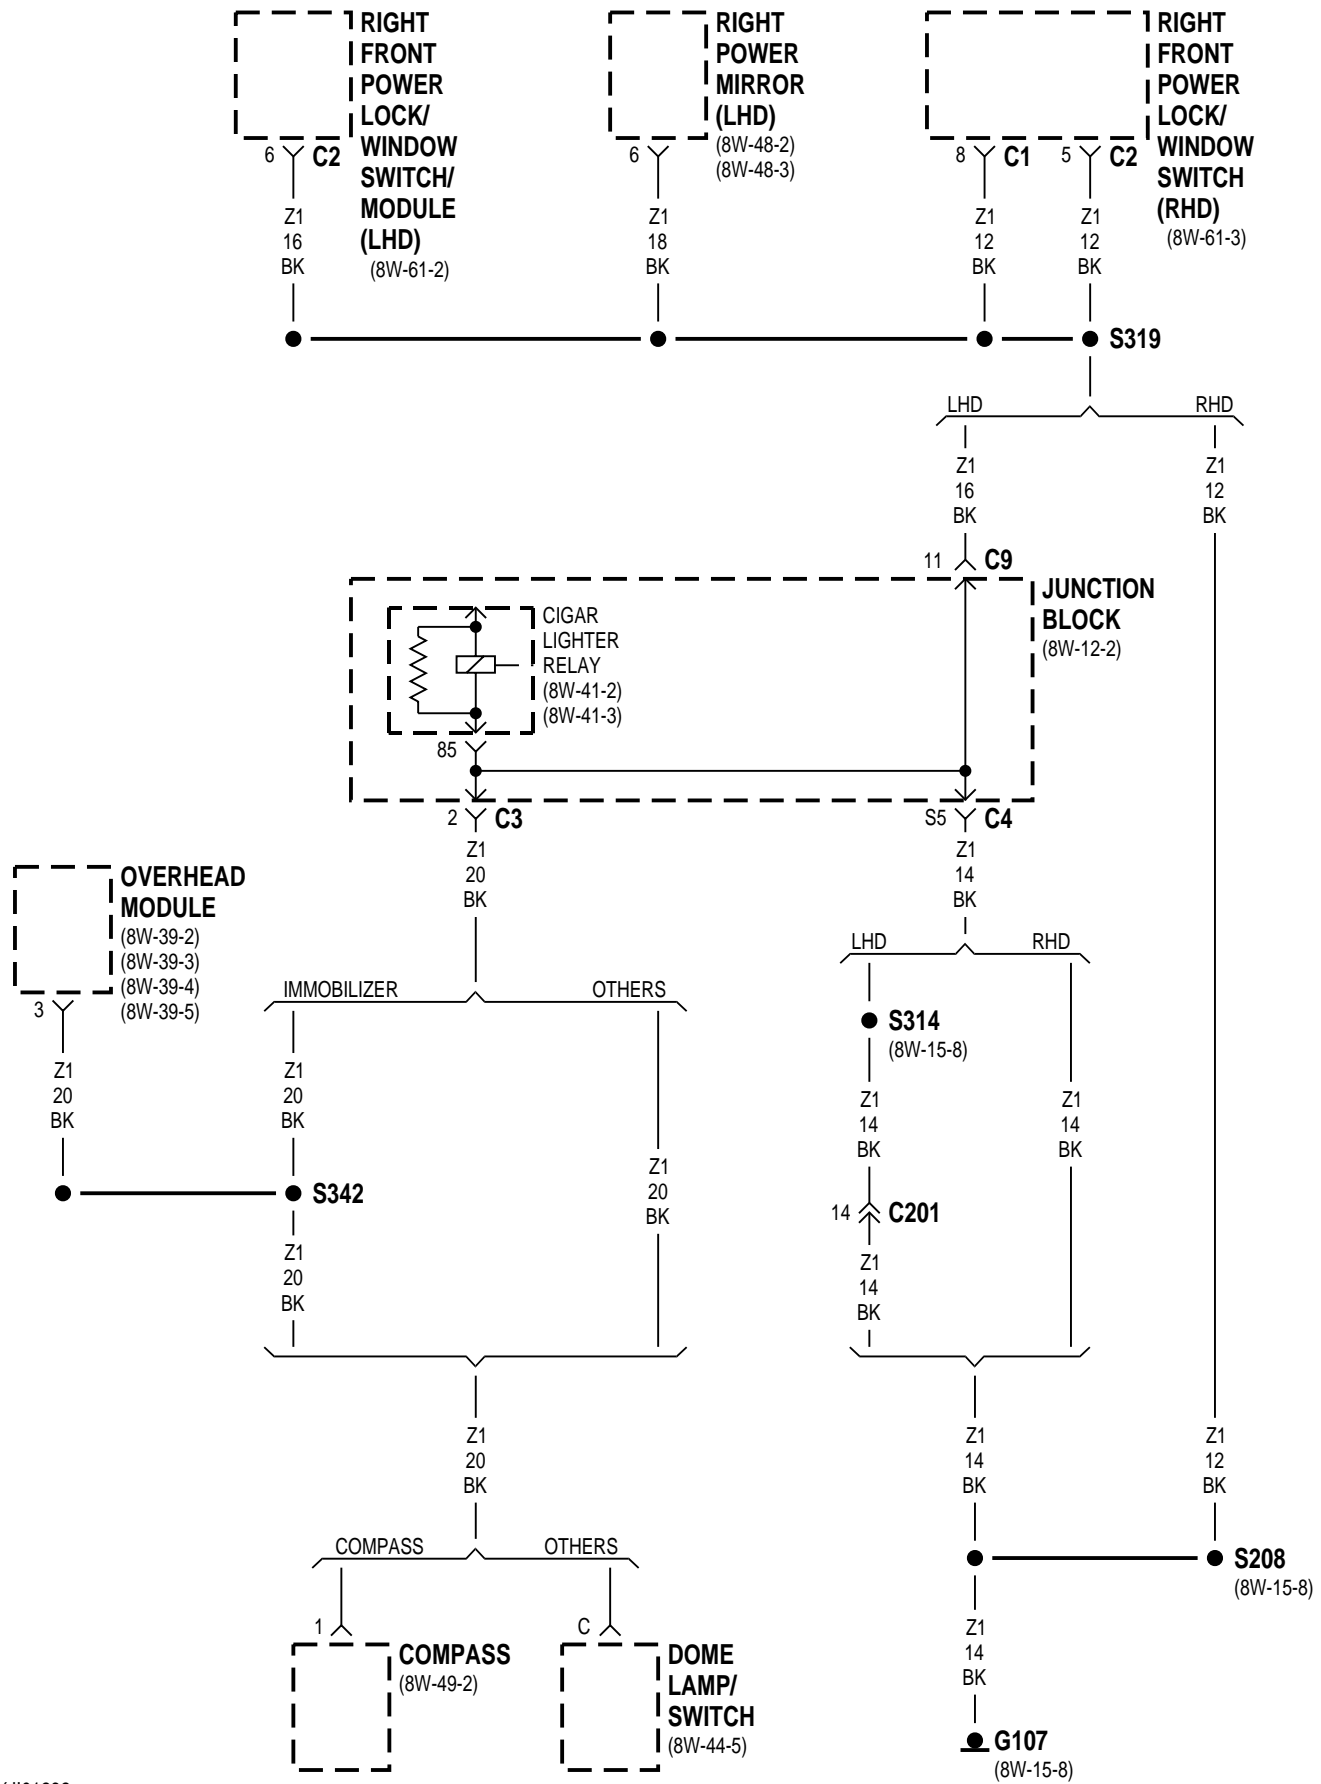 RIGHT
FRONT
POWER
LOCK/
WINDOW
SWITCH/
MODULE
(LHD)
(8W-61-2)
6
C2
Z1
16
BK
RIGHT
POWER
MIRROR
(LHD)
(8W-48-2)
(8W-48-3)
6
Z1
18
BK
RIGHT
FRONT
POWER
LOCK/
WINDOW
SWITCH
(RHD)
(8W-61-3)
8
C1
Z1
12
BK
5
C2
Z1
12
BK
S319
LHD
RHD
Z1
16
BK
Z1
12
BK
11
C9
JUNCTION
BLOCK
(8W-12-2)
CIGAR
LIGHTER
RELAY
(8W-41-2)
(8W-41-3)
85
2
C3
S5
C4
Z1
20
BK
Z1
14
BK
OVERHEAD
MODULE
(8W-39-2)
(8W-39-3)
(8W-39-4)
(8W-39-5)
3
Z1
20
BK
IMMOBILIZER
OTHERS
Z1
20
BK
S342
Z1
20
BK
Z1
20
BK
LHD
RHD
S314
(8W-15-8)
Z1
14
BK
Z1
14
BK
14
C201
Z1
14
BK
Z1
20
BK
Z1
14
BK
Z1
12
BK
COMPASS
OTHERS
S208
(8W-15-8)
1
COMPASS
(8W-49-2)
C
DOME
LAMP/
SWITCH
(8W-44-5)
Z1
14
BK
G107
(8W-15-8)